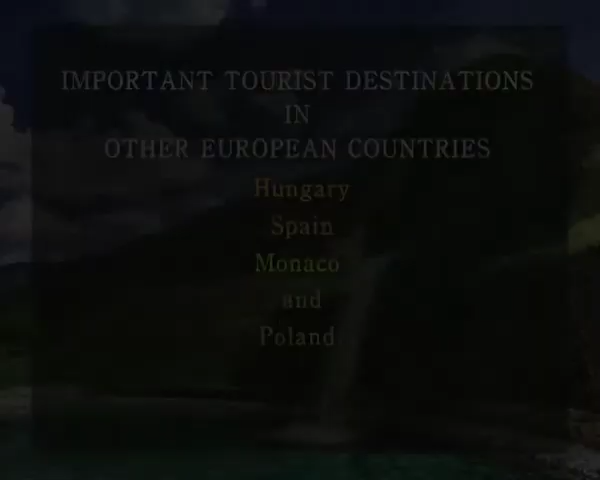 IMPORTANT TOURIST DESTINATIONS
IN
OTHER EUROPEAN COUNTRIES
Hungary
Spain
Monaco
and
Poland